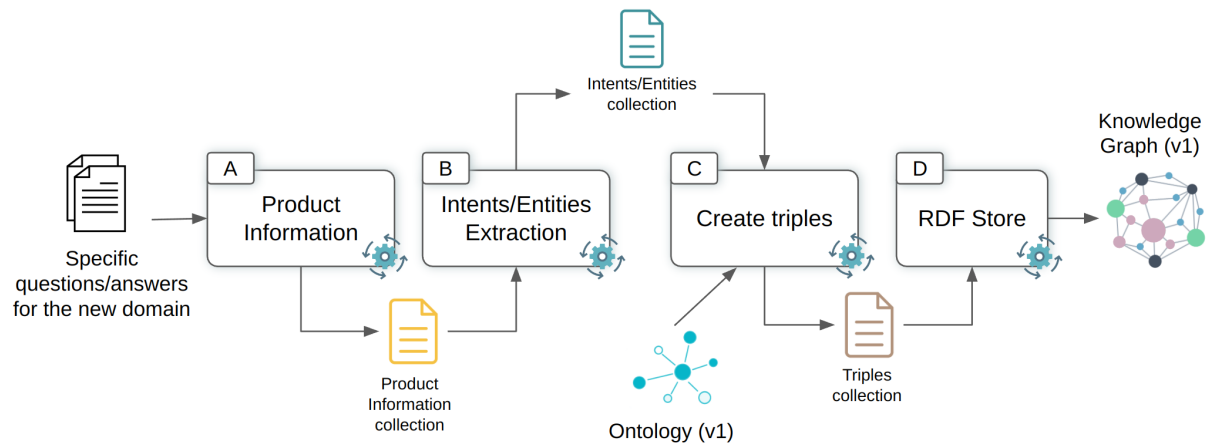 Intents/Entities
collection
Knowledge
Graph (v1)
A
B
C
D
Product
Information
Intents/Entities
Extraction
Create triples
RDF Store
Specific
questions/answers
for the new domain
Product
Information
collection
Triples
collection
Ontology (v1)